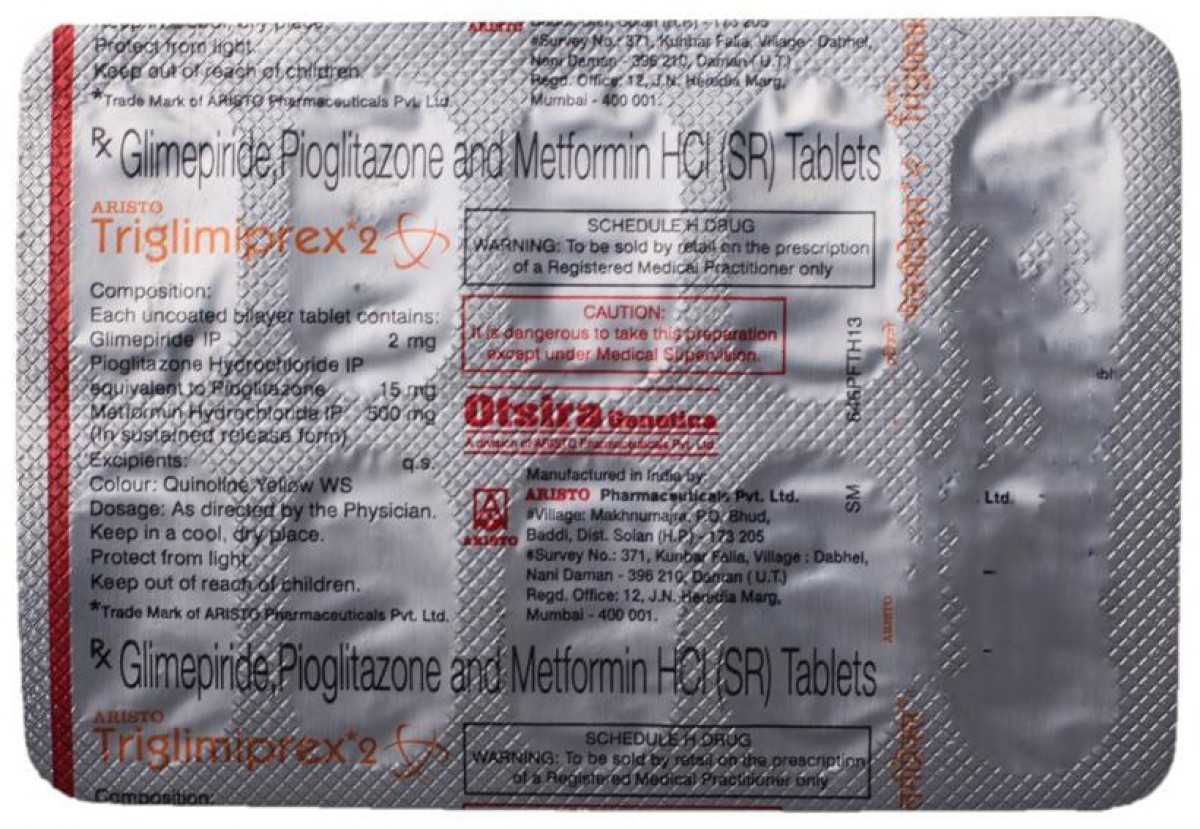 Protect from light.
Keep out of reach of children.
*Trade Mark of ARISTO Pharmaceuticals Pvt. Ltd.
ARISTO
#Survey No.: 371, Kunbar Falia, Village : Dabhel,
Nani Daman - 396 210, Daman ( U.T.)
Regd. Office: 12, J.N. Heredia Marg,
Mumbai - 400 001.
Rx Glimepiride,Pioglitazone and Metformin HCl (SR) Tablets
ARISTO
Triglimiprex*2
SCHEDULE H DRUG
WARNING: To be sold by retail on the prescription
of a Registered Medical Practitioner only
Composition:
Each uncoated bilayer tablet contains:
Glimepiride IP 2 mg
Pioglitazone Hydrochloride IP
equivalent to Pioglitazone 15 mg
Metformin Hydrochloride IP 500 mg
(In sustained release form)
Excipients: q.s.
Colour: Quinoline Yellow WS
Dosage: As directed by the Physician.
Keep in a cool, dry place.
Protect from light.
Keep out of reach of children.
*Trade Mark of ARISTO Pharmaceuticals Pvt. Ltd.
CAUTION:
It is dangerous to take this preparation
except under Medical Supervision.
Otsira Genetica
A division of ARISTO Pharmaceuticals Pvt. Ltd.
Manufactured in India by:
ARISTO Pharmaceuticals Pvt. Ltd.
ARISTO
#Village: Makhnumajra, P.O. Bhud,
Baddi, Dist. Solan (H.P.) - 173 205
#Survey No.: 371, Kunbar Falia, Village : Dabhel,
Nani Daman - 396 210, Daman ( U.T.)
Regd. Office: 12, J.N. Heredia Marg,
Mumbai - 400 001.
SM
ARISTO
Ltd.
Rx Glimepiride,Pioglitazone and Metformin HCl (SR) Tablets
ARISTO
Triglimiprex*2
SCHEDULE H DRUG
WARNING: To be sold by retail on the prescription
of a Registered Medical Practitioner only
Composition: